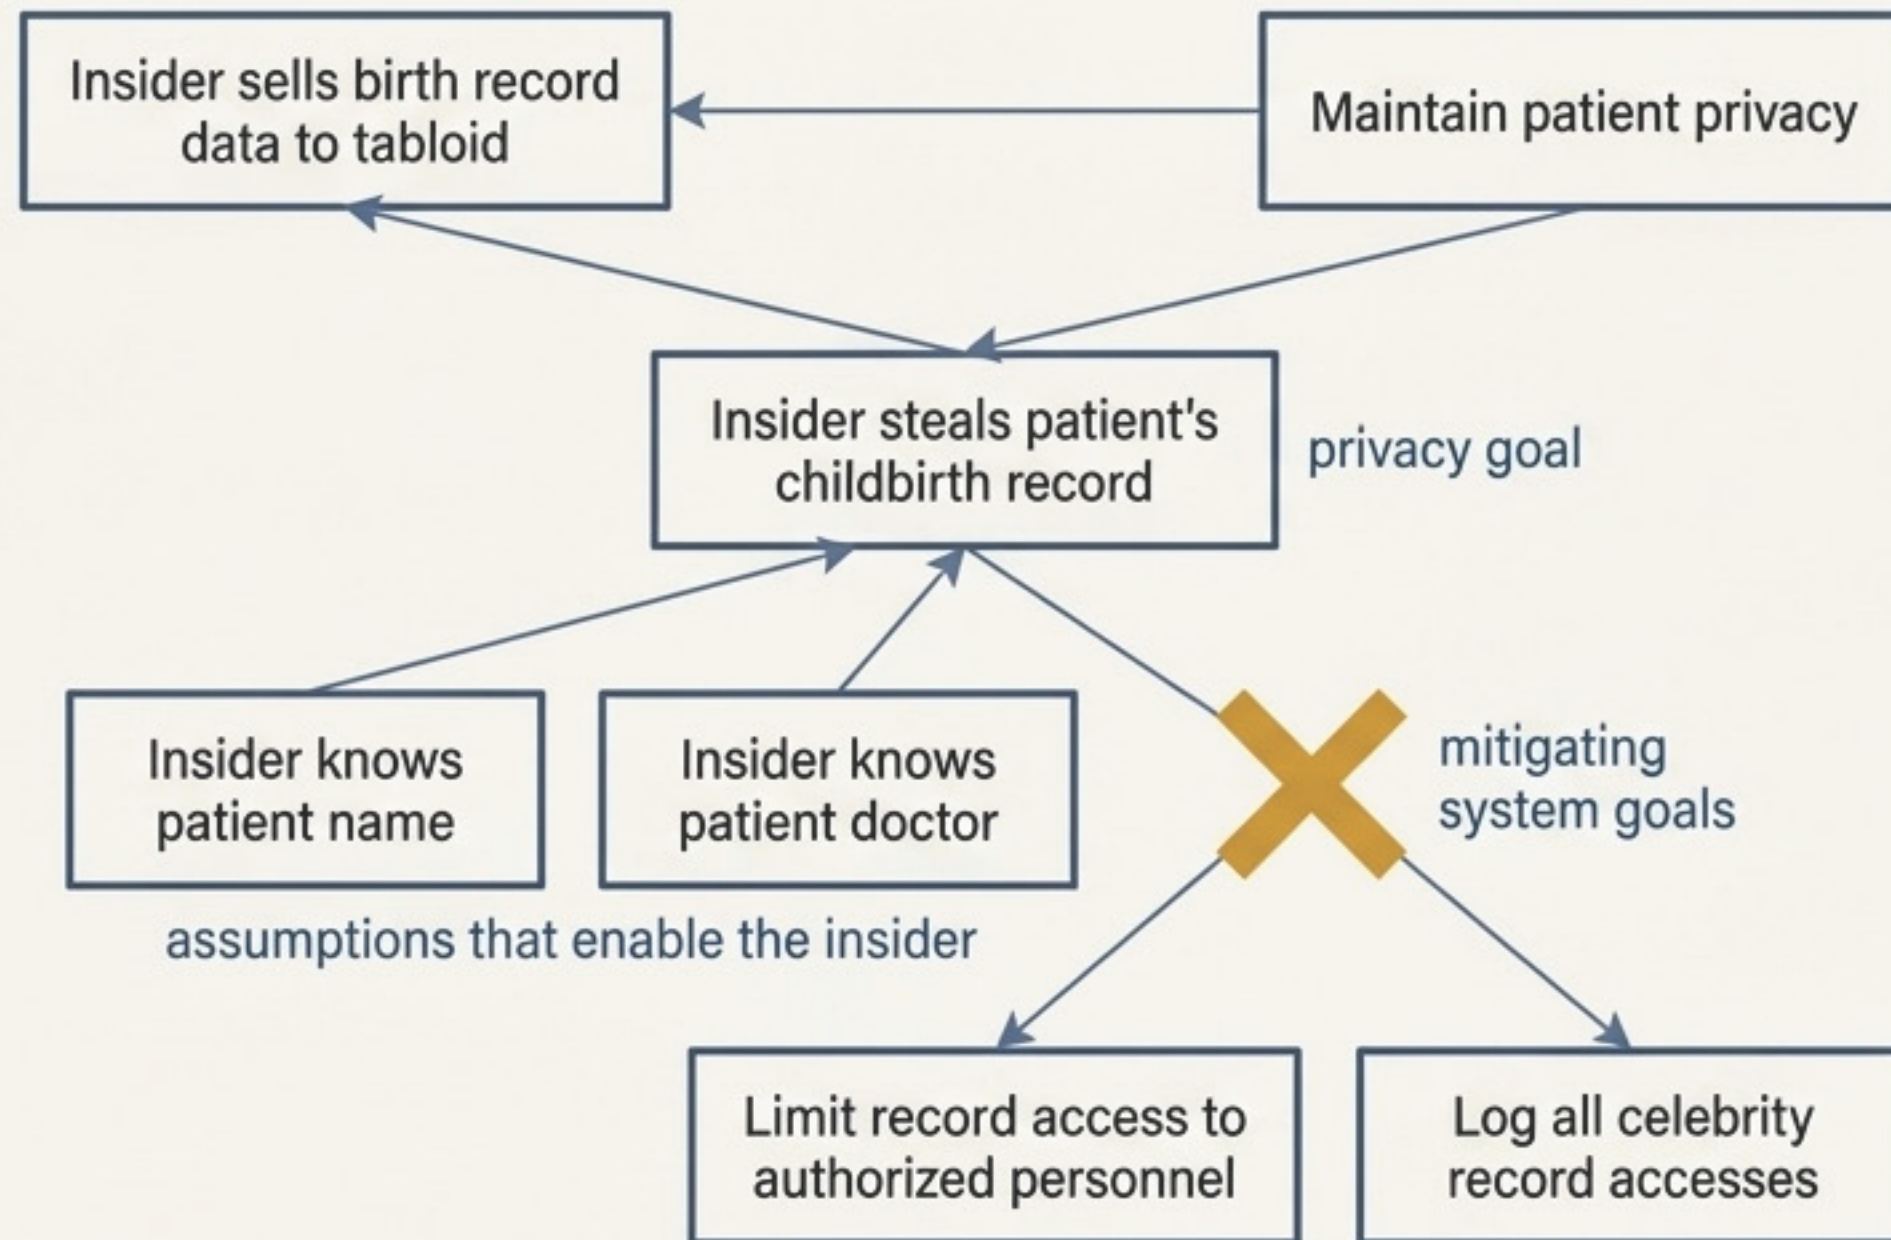 Insider sells birth record
data to tabloid
Maintain patient privacy
Insider steals patient's
childbirth record
privacy goal
Insider knows
patient name
Insider knows
patient doctor
mitigating
system goals
assumptions that enable the insider
Limit record access to
authorized personnel
Log all celebrity
record accesses